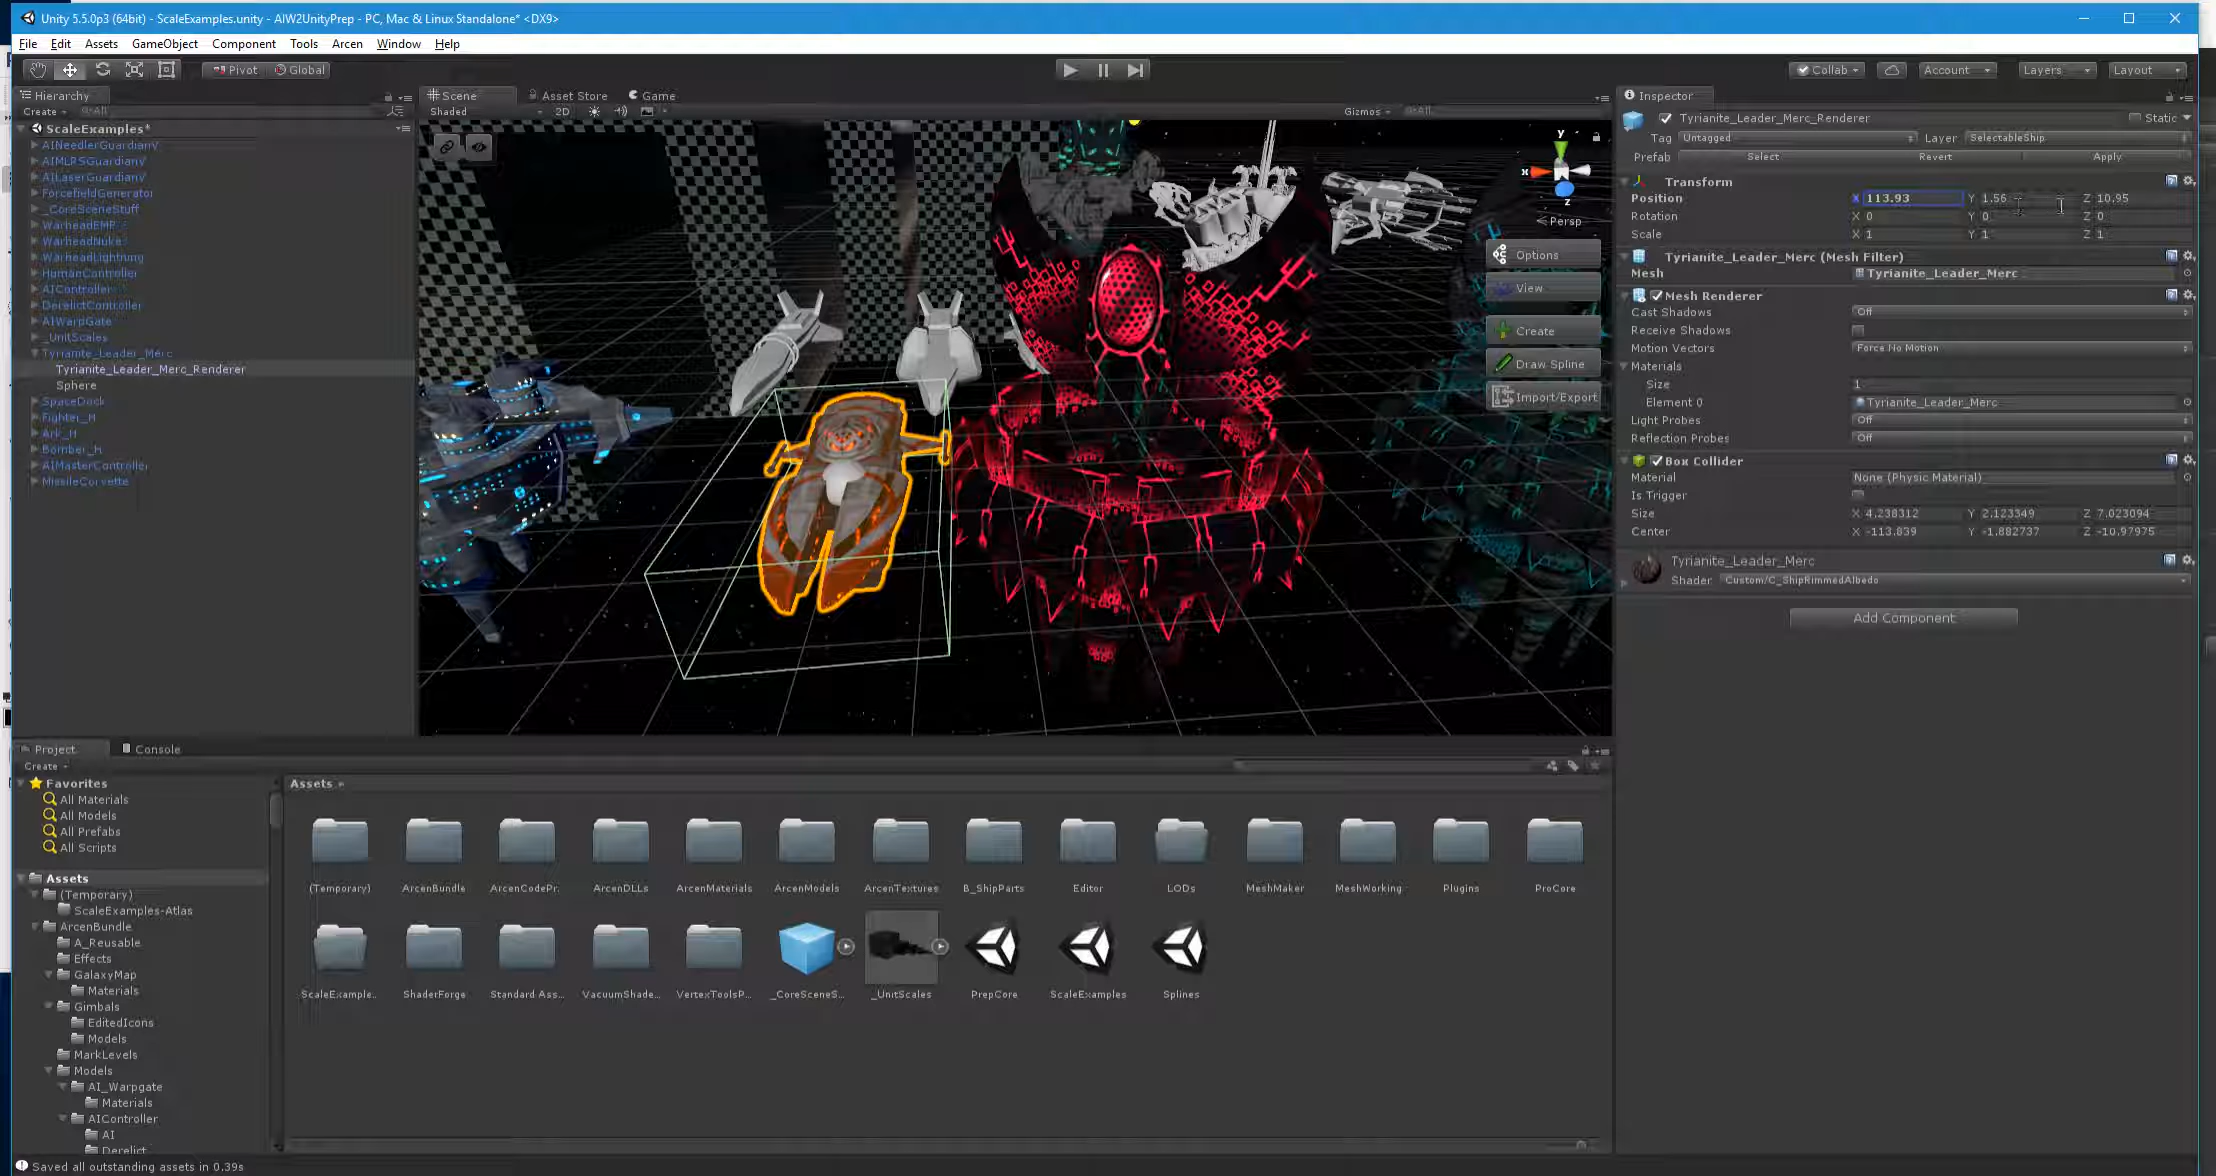 Unity 5.5.0p3 (64bit) - ScaleExamples.unity - AIW2UnityPrep - PC, Mac & Linux Standalone* <DX9>
File Edit Assets GameObject Component Tools Arcen Window Help
Pivot Global Collab Account Layers Layout
Hierarchy
Create All
ScaleExamples*
AINeedlerGuardianV
AIMLRSGuardianV
AILaserGuardianV
ForcefieldGenerator
_CoreSceneStuff
WarheadEMP
WarheadNuke
WarheadLightning
HumanController
AIController
DerelictController
AIWarpGate
_UnitScales
Tyrianite_Leader_Merc
Tyrianite_Leader_Merc_Renderer
Sphere
SpaceDock
Fighter_H
Ark_H
Bomber_H
AIMasterController
MissileCorvette
Scene Asset Store Game
Shaded 2D Gizmos All
y
x
z
Persp
Options
View
Create
Draw Spline
Import/Export
Inspector
Tyrianite_Leader_Merc_Renderer Static
Tag Untagged Layer SelectableShip
Prefab Select Revert Apply
Transform
Position X 113.93 Y 1.56 Z 10.95
Rotation X 0 Y 0 Z 0
Scale X 1 Y 1 Z 1
Tyrianite_Leader_Merc (Mesh Filter)
Mesh Tyrianite_Leader_Merc
Mesh Renderer
Cast Shadows Off
Receive Shadows
Motion Vectors Force No Motion
Materials
Size 1
Element 0 Tyrianite_Leader_Merc
Light Probes Off
Reflection Probes Off
Box Collider
Material None (Physic Material)
Is Trigger
Size X 4.238312 Y 2.123349 Z 7.023094
Center X -113.839 Y -1.882737 Z -10.97975
Tyrianite_Leader_Merc
Shader Custom/C_ShipRimmedAlbedo
Add Component
Project Console
Create
Favorites
All Materials
All Models
All Prefabs
All Scripts
Assets
(Temporary)
ScaleExamples-Atlas
ArcenBundle
A_Reusable
Effects
GalaxyMap
Materials
Gimbals
EditedIcons
Models
MarkLevels
Models
AI_Warpgate
Materials
AIController
AI
Derelict
Assets
(Temporary) ArcenBundle ArcenCodePr. ArcenDLLs ArcenMaterials ArcenModels ArcenTextures B_ShipParts Editor LODs MeshMaker MeshWorking Plugins ProCore
ScaleExample.. ShaderForge Standard Ass.. VacuumShade.. VertexToolsP.. _CoreSceneS.. _UnitScales PrepCore ScaleExamples Splines
Saved all outstanding assets in 0.39s